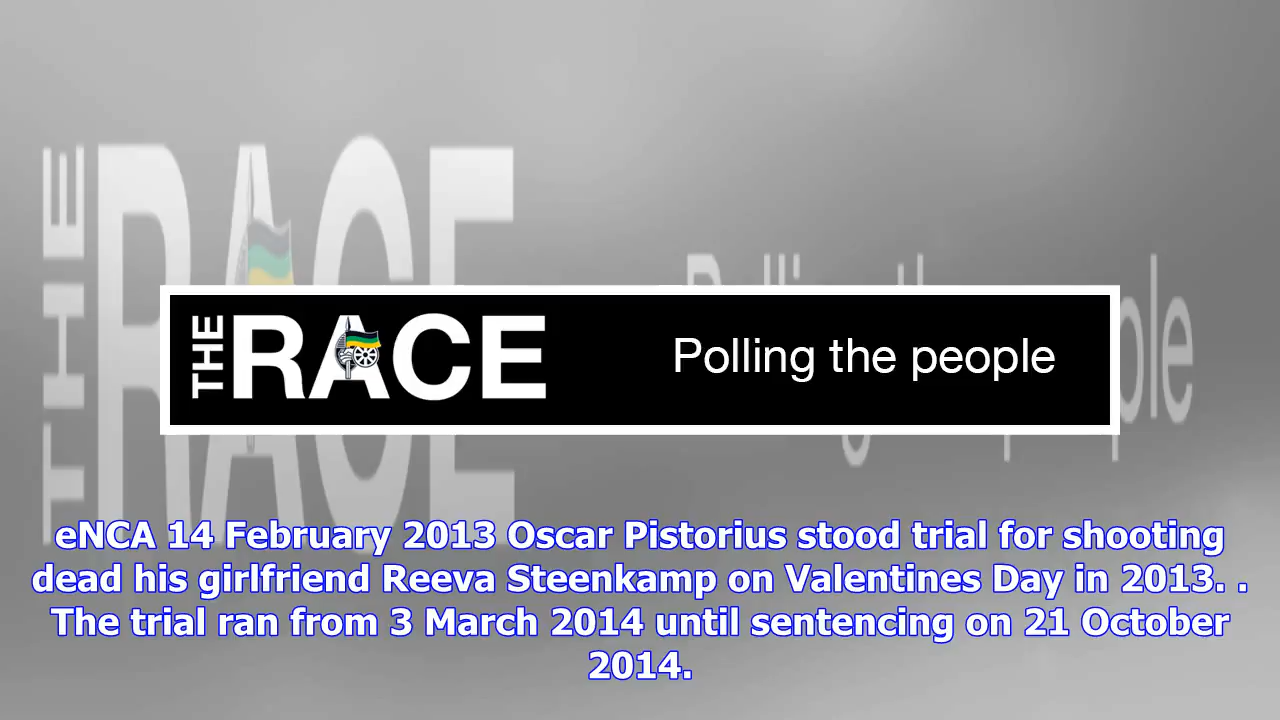 THE RACE
Polling the people
eNCA 14 February 2013 Oscar Pistorius stood trial for shooting
dead his girlfriend Reeva Steenkamp on Valentines Day in 2013. .
The trial ran from 3 March 2014 until sentencing on 21 October
2014.